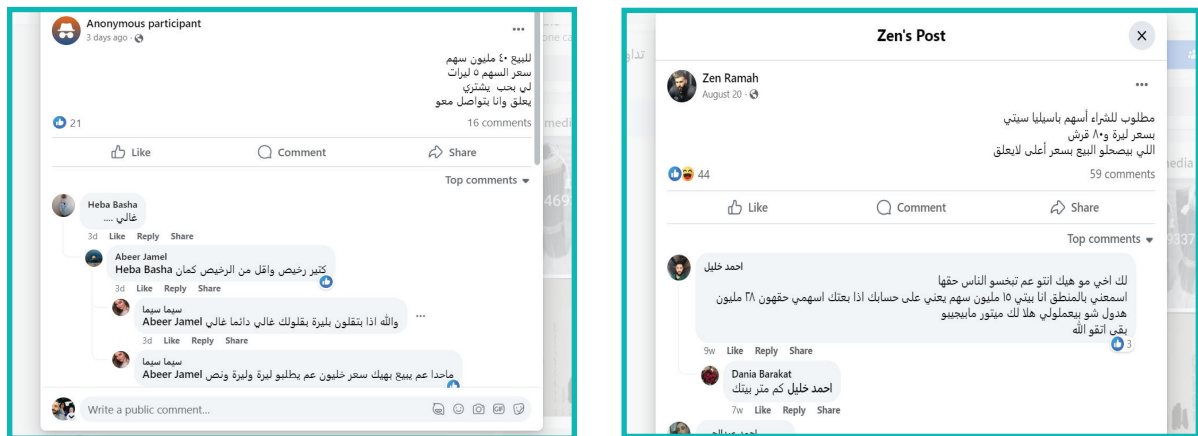 Anonymous participant
3 days ago
للبيع ٤٠ مليون سهم
سعر السهم ٥ ليرات
لي بحب يشتري
يعلق وانا بتواصل معو
21
16 comments
Like Comment Share
Top comments
Heba Basha
غالي ....
3d Like Reply Share
Abeer Jamel
Heba Basha كتير رخيص واقل من الرخيص كمان
3d Like Reply Share
سيما سيما
Abeer Jamel والله اذا بتقلون بليرة بقلولك غالي دائما غالي
3d Like Reply Share
سيما سيما
Abeer Jamel ماحدا عم يبيع بهيك سعر خليون عم يطلبو ليرة وليرة ونص
Write a public comment...
Zen's Post
Zen Ramah
August 20
مطلوب للشراء أسهم باسيليا سيتي
بسعر ليرة و٨٠ قرش
اللي بيصحلو البيع بسعر أعلى لايعلق
44
59 comments
Like Comment Share
Top comments
احمد خليل
لك اخي مو هيك انتو عم تبخسو الناس حقها
اسمعني بالمنطق انا بيتي ١٥ مليون سهم يعني على حسابك اذا بعتك اسهمي حقهون ٢٨ مليون
هدول شو بيعملولي هلا لك ميتور مابيجيبو
بقى اتقو الله
3
9w Like Reply Share
Dania Barakat
احمد خليل كم متر بيتك
7w Like Reply Share